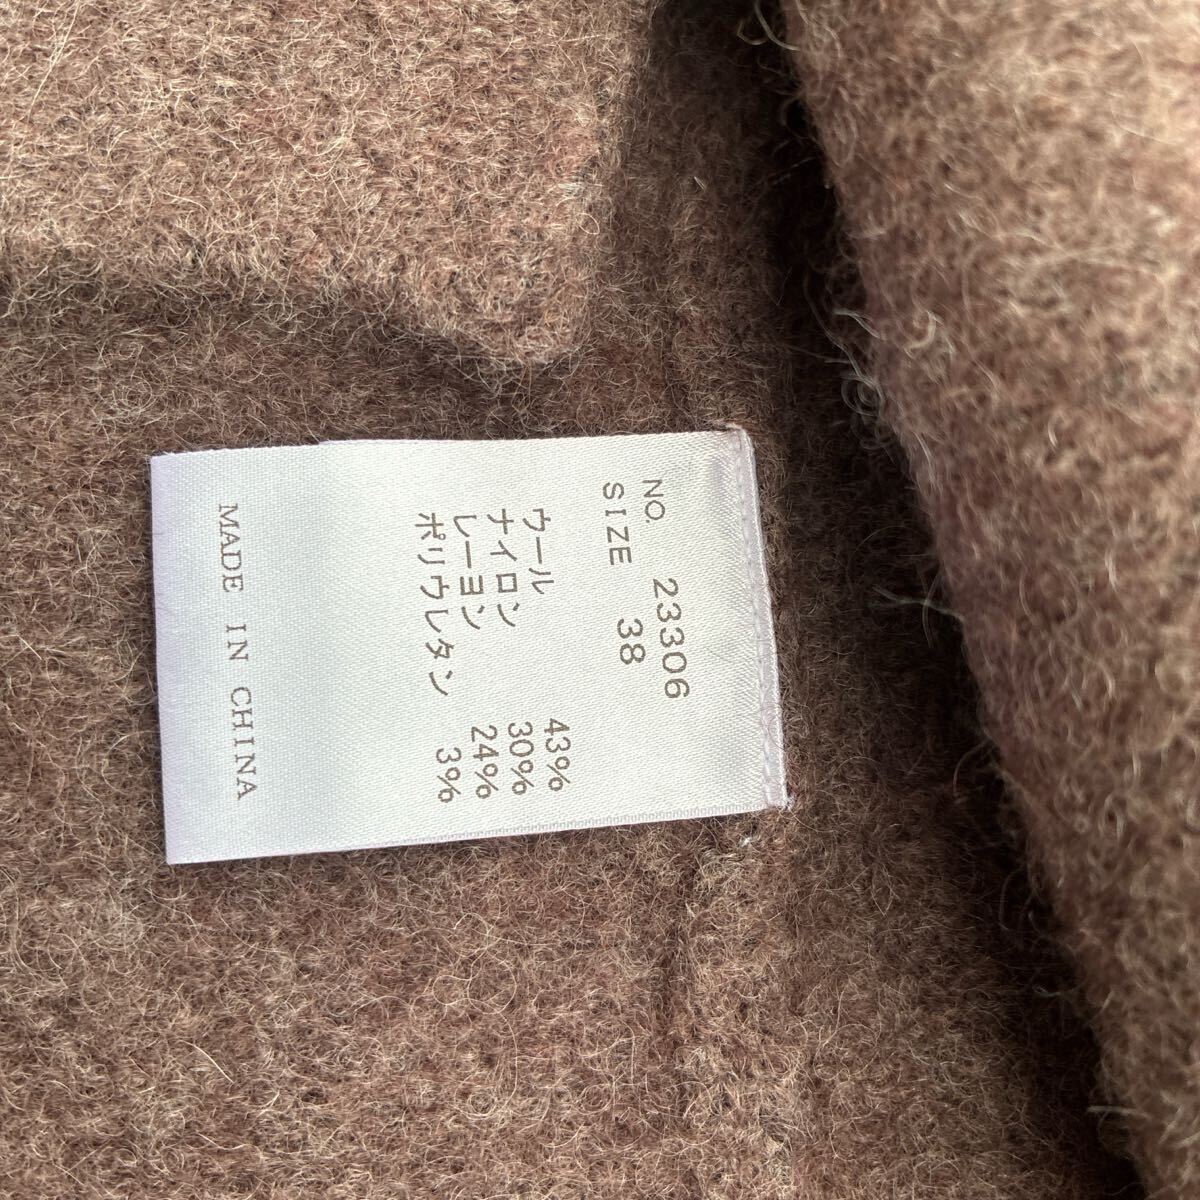 NO. 23306
SIZE 38
ウール 43%
ナイロン 30%
レーヨン 24%
ポリウレタン 3%
MADE IN CHINA